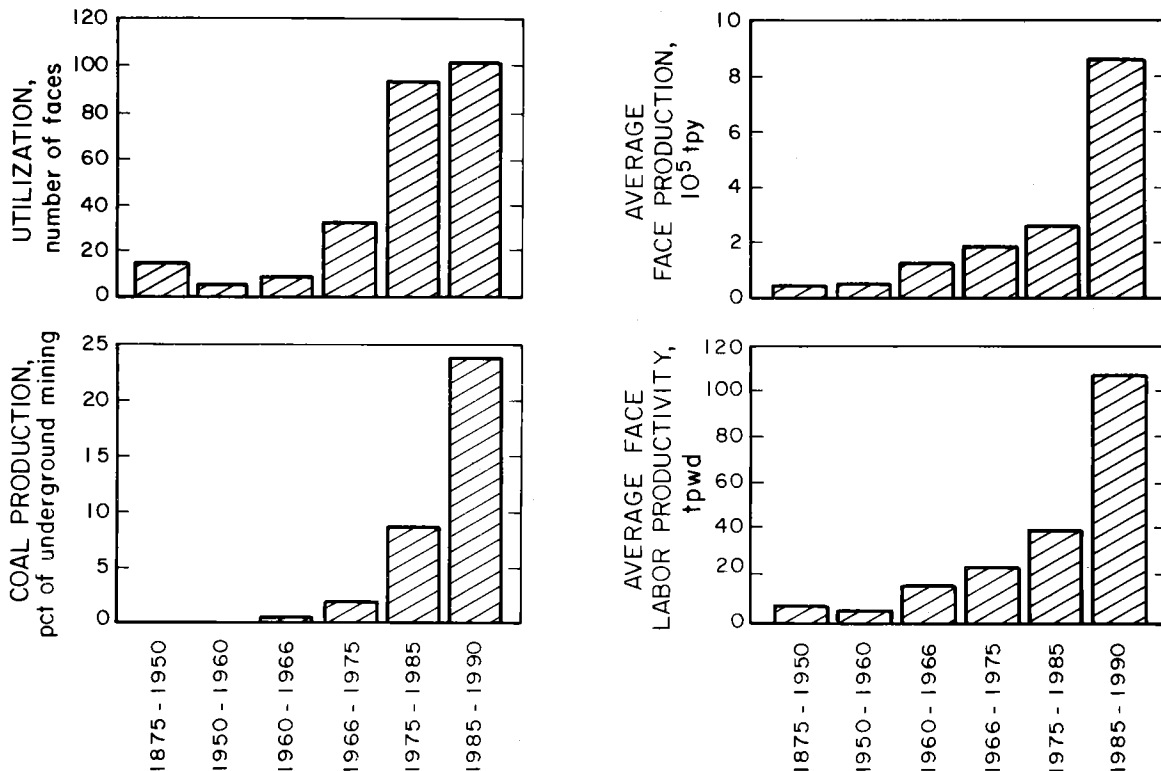 UTILIZATION,
number of faces
120
100
80
60
40
20
0
AVERAGE
FACE PRODUCTION,
10⁵ tpy
10
8
6
4
2
0
COAL PRODUCTION,
pct of underground mining
25
20
15
10
5
0
1875 - 1950
1950 - 1960
1960 - 1966
1966 - 1975
1975 - 1985
1985 - 1990
AVERAGE FACE
LABOR PRODUCTIVITY,
tpwd
120
100
80
60
40
20
0
1875 - 1950
1950 - 1960
1960 - 1966
1966 - 1975
1975 - 1985
1985 - 1990